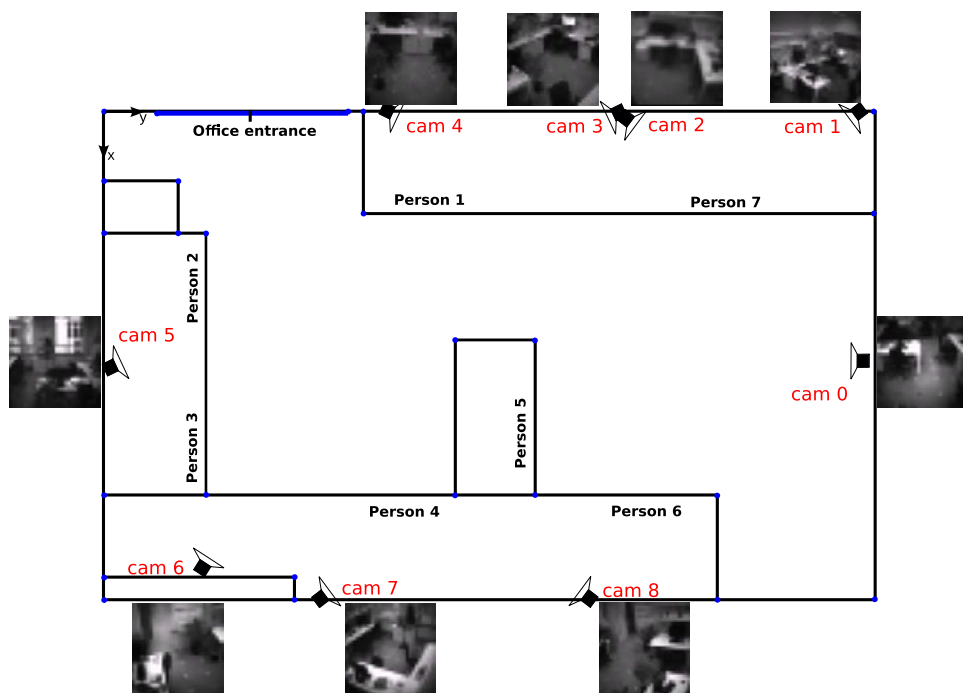 cam 4
cam 3
cam 2
cam 1
y
Office entrance
x
Person 1
Person 7
Person 2
cam 5
cam 0
Person 3
Person 5
Person 4
Person 6
cam 6
cam 7
cam 8